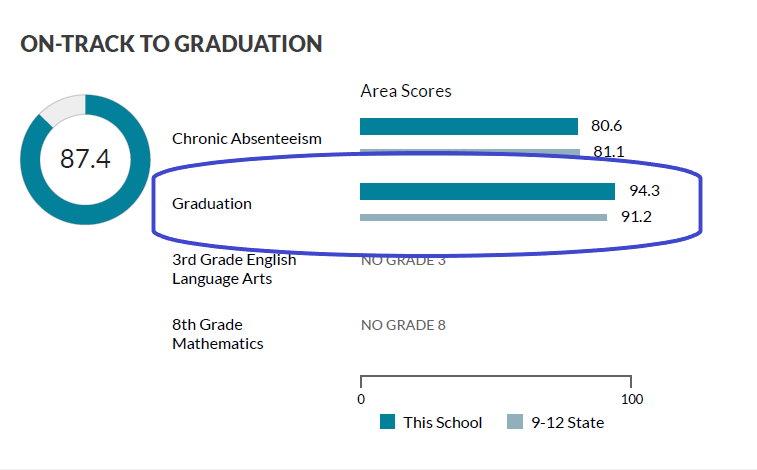 ON-TRACK TO GRADUATION
87.4
Area Scores
Chronic Absenteeism
80.6
81.1
Graduation
94.3
91.2
3rd Grade English
Language Arts
NO GRADE 3
8th Grade
Mathematics
NO GRADE 8
0
100
This School
9-12 State